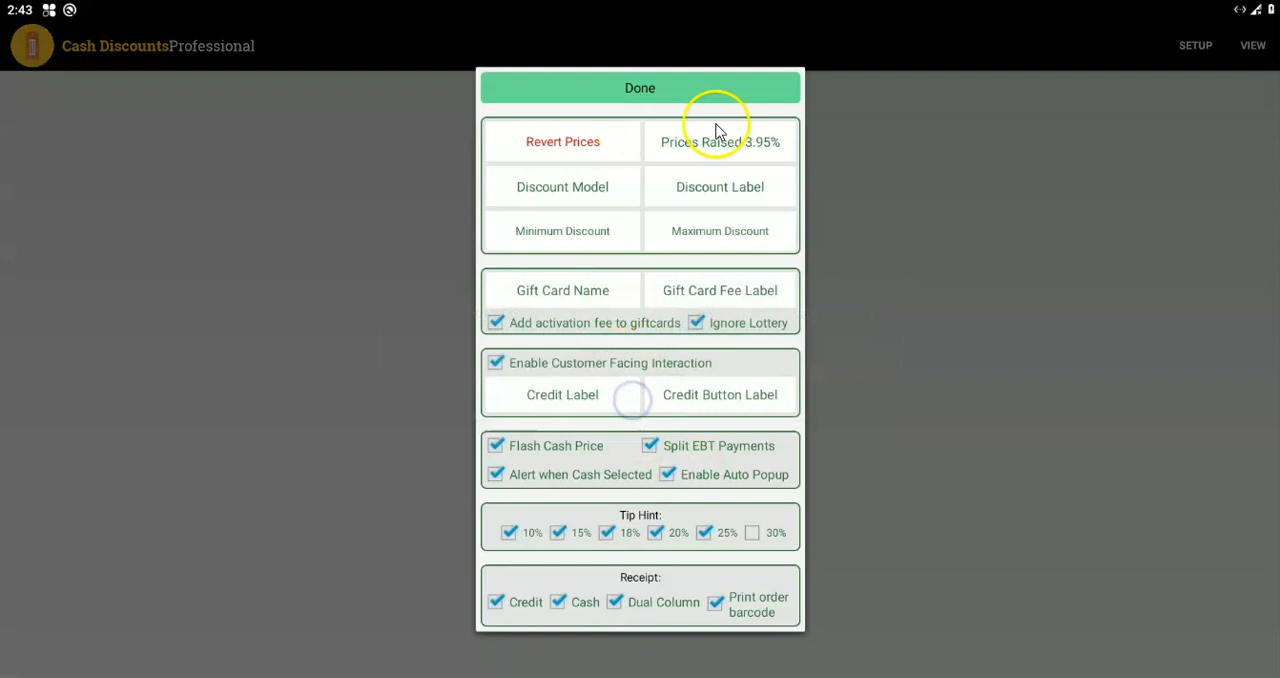 2:43
Cash DiscountsProfessional
SETUP
VIEW
Done
Revert Prices
Prices Raised 3.95%
Discount Model
Discount Label
Minimum Discount
Maximum Discount
Gift Card Name
Gift Card Fee Label
Add activation fee to giftcards
Ignore Lottery
Enable Customer Facing Interaction
Credit Label
Credit Button Label
Flash Cash Price
Split EBT Payments
Alert when Cash Selected
Enable Auto Popup
Tip Hint:
10%
15%
18%
20%
25%
30%
Receipt:
Credit
Cash
Dual Column
Print order
barcode